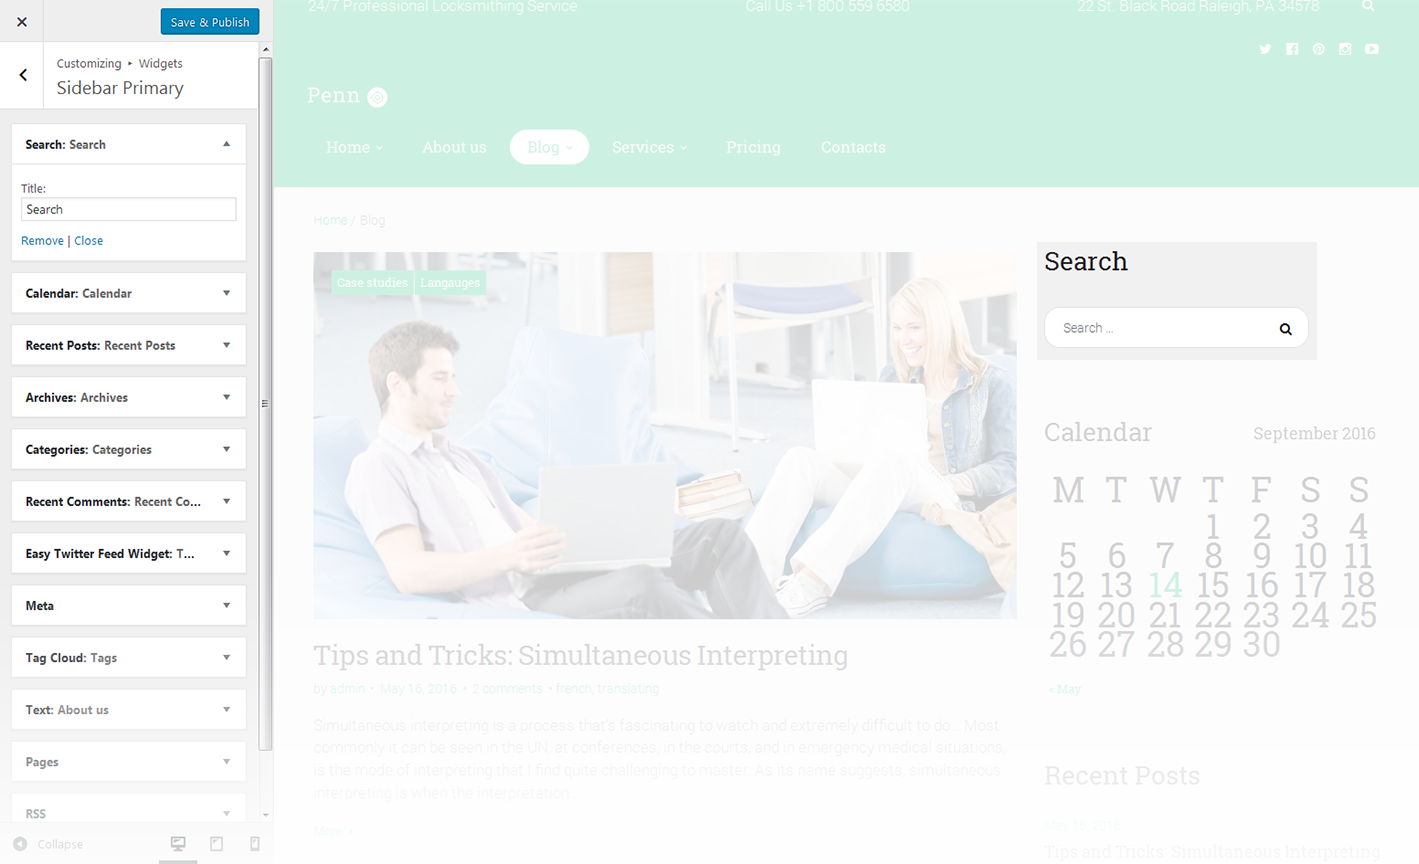 Save & Publish
Customizing ▸ Widgets
Sidebar Primary
Search: Search
Title:
Search
Remove | Close
Calendar: Calendar
Recent Posts: Recent Posts
Archives: Archives
Categories: Categories
Recent Comments: Recent Co...
Easy Twitter Feed Widget: T...
Meta
Tag Cloud: Tags
Text: About us
Pages
RSS
Collapse
24/7 Professional Locksmithing Service
Call Us +1 800 559 6580
22 St. Black Road Raleigh, PA 34578
Penn
Home
About us
Blog
Services
Pricing
Contacts
Home / Blog
Case studies
Langauges
Tips and Tricks: Simultaneous Interpreting
by admin • May 16, 2016 • 2 comments • french, translating
Simultaneous interpreting is a process that's fascinating to watch and extremely difficult to do... Most
commonly it can be seen in the UN, at conferences, in the courts, and in emergency medical situations,
is the mode of interpreting that I find quite challenging to master. As its name suggests, simultaneous
interpreting is when the interpretation
More
Search
Search ...
Calendar
September 2016
M T W T F S S
1 2 3 4
5 6 7 8 9 10 11
12 13 14 15 16 17 18
19 20 21 22 23 24 25
26 27 28 29 30
« May
Recent Posts
May 16, 2016
Tips and Tricks: Simultaneous Interpreting